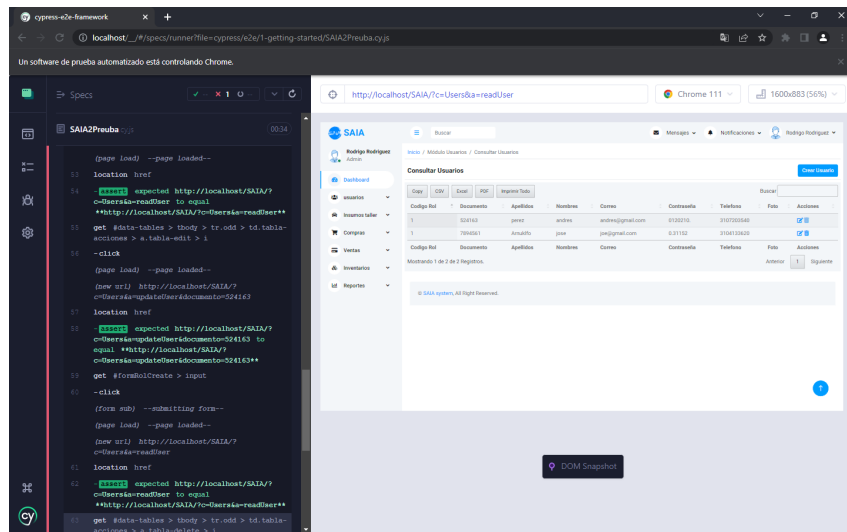 cypress-e2e-framework
localhost/__/#/specs/runner?file=cypress/e2e/1-getting-started/SAIA2Preuba.cy.js
Un software de prueba automatizado está controlando Chrome.
Specs
1
SAIA2Preuba cy.js
00:34
(page load) --page loaded--
53 location href
54 -assert expected http://localhost/SAIA/?
c=Users&a=readUser to equal
**http://localhost/SAIA/?c=Users&a=readUser**
55 get #data-tables > tbody > tr.odd > td.tabla-
acciones > a.tabla-edit > i
56 -click
(page load) --page loaded--
(new url) http://localhost/SAIA/?
c=Users&a=updateUser&documento=524163
57 location href
58 -assert expected http://localhost/SAIA/?
c=Users&a=updateUser&documento=524163 to
equal **http://localhost/SAIA/?
c=Users&a=updateUser&documento=524163**
59 get #formRolCreate > input
60 -click
(form sub) --submitting form--
(page load) --page loaded--
(new url) http://localhost/SAIA/?
c=Users&a=readUser
61 location href
62 -assert expected http://localhost/SAIA/?
c=Users&a=readUser to equal
**http://localhost/SAIA/?c=Users&a=readUser**
63 get #data-tables > tbody > tr.odd > td.tabla-
acciones > a.tabla-delete > i
cy
http://localhost/SAIA/?c=Users&a=readUser
Chrome 111
1600x883 (56%)
SAIA
Buscar
Mensajes
Notificaciones
Rodrigo Rodriguez
Rodrigo Rodriguez
Admin
Dashboard
usuarios
Insumos taller
Compras
Ventas
Inventarios
Reportes
Inicio / Módulo Usuarios / Consultar Usuarios
Consultar Usuarios
Crear Usuario
Copy CSV Excel PDF Imprimir Todo
Buscar:
Codigo Rol Documento Apellidos Nombres Correo Contraseña Telefono Foto Acciones
1 524163 perez andres andres@gmail.com
1 jose joe@gmail.com 3104133620
Codigo Rol Documento Apellidos Nombres Correo Contraseña Telefono Foto Acciones
Mostrando 1 de 2 de 2 Registros.
Anterior 1 Siguiente
© SAIA system, All Right Reserved.
DOM Snapshot